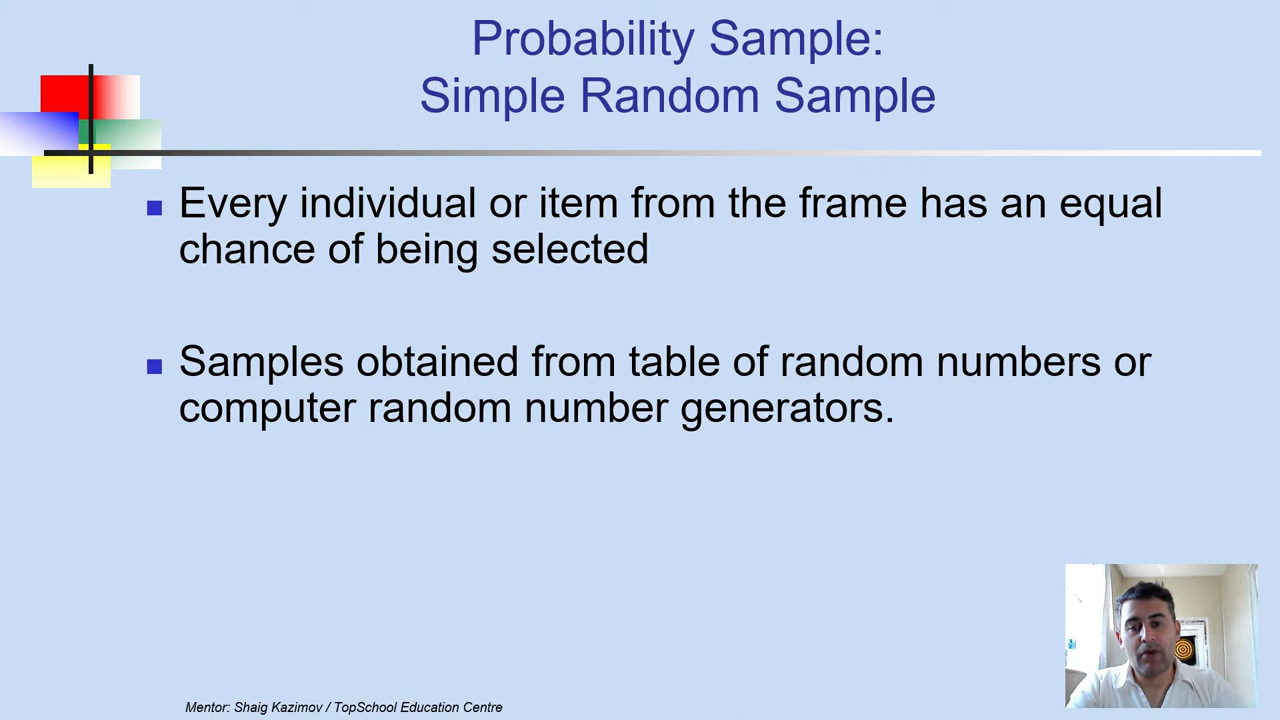 Probability Sample:
Simple Random Sample
Every individual or item from the frame has an equal
chance of being selected
Samples obtained from table of random numbers or
computer random number generators.
Mentor: Shaig Kazimov / TopSchool Education Centre